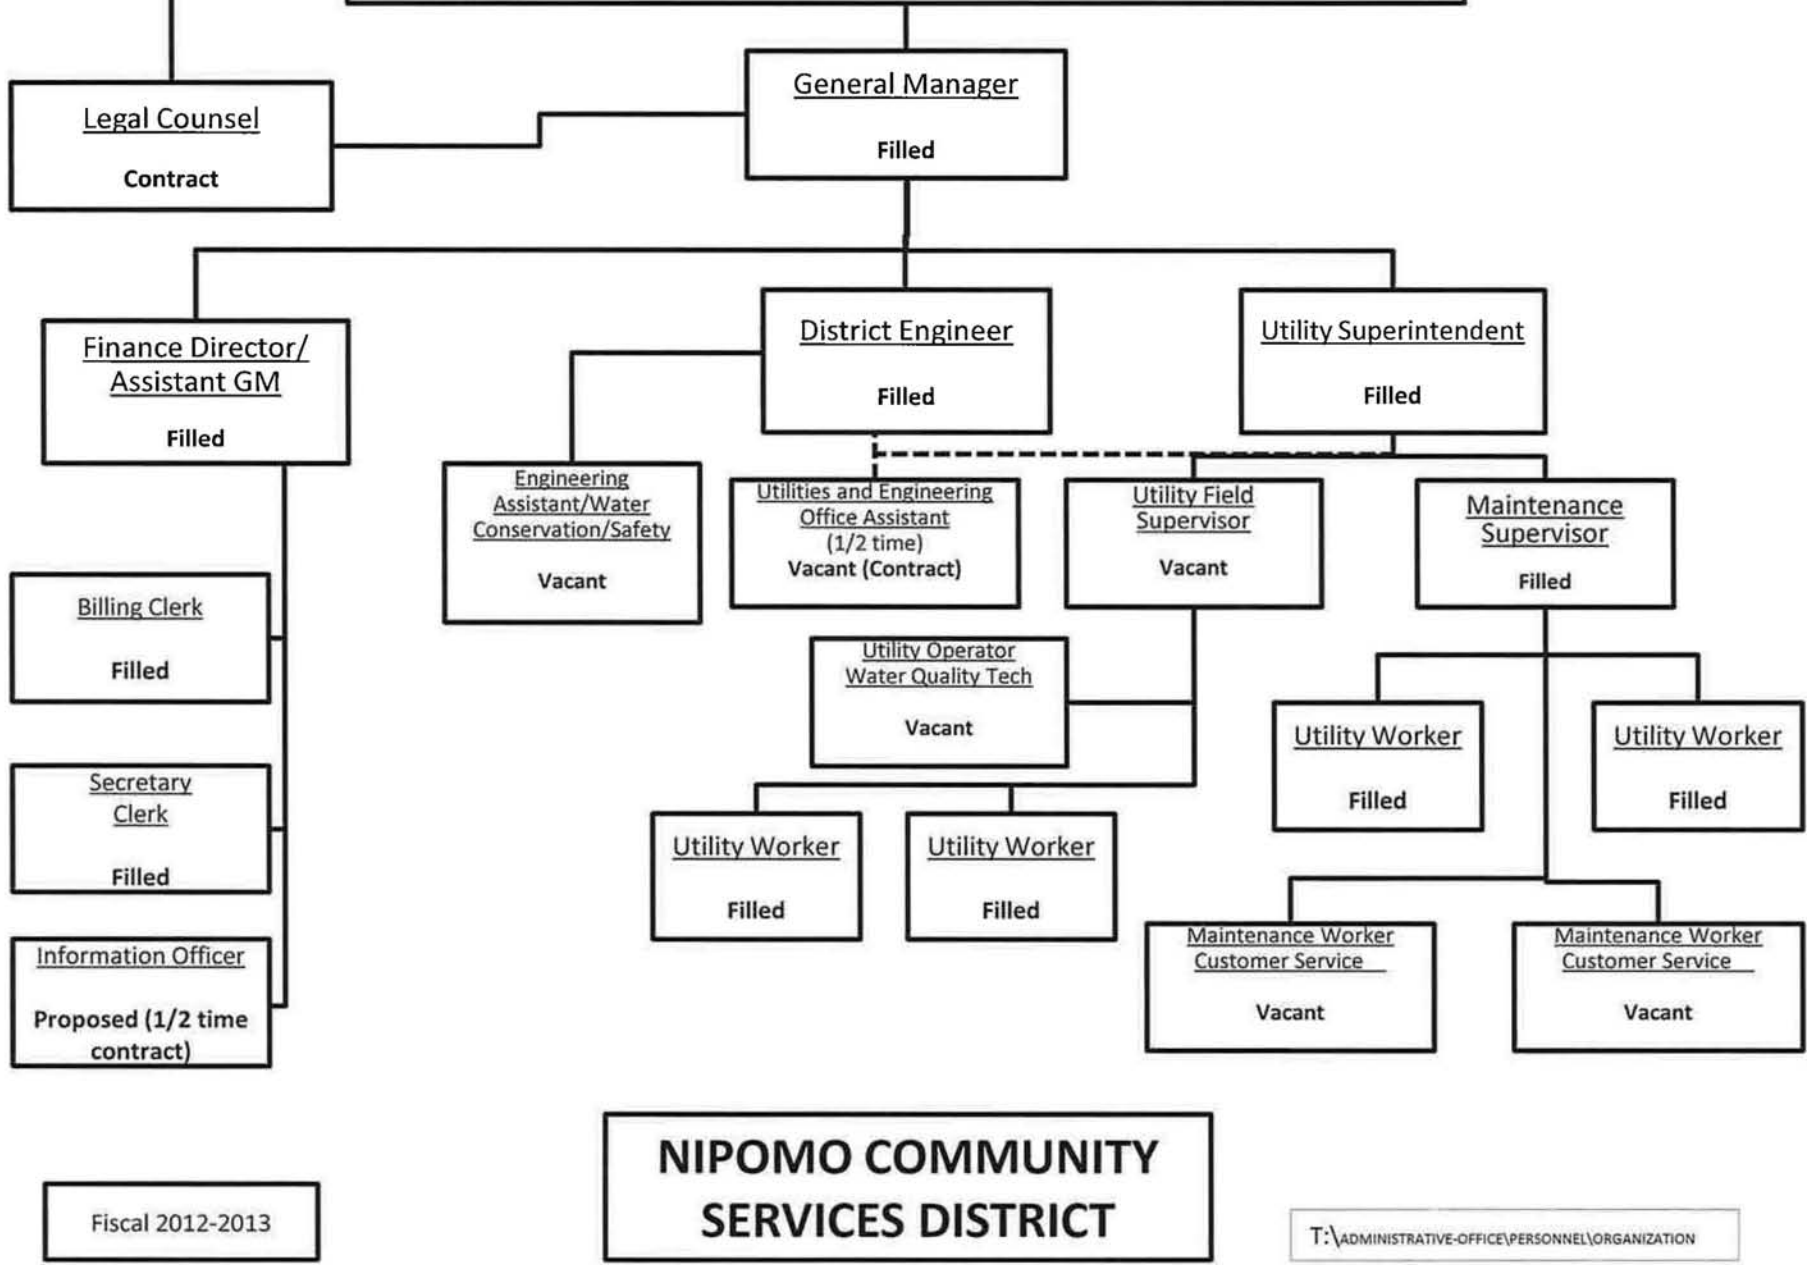 Legal Counsel
Contract
General Manager
Filled
Finance Director/
Assistant GM
Filled
District Engineer
Filled
Utility Superintendent
Filled
Engineering
Assistant/Water
Conservation/Safety
Vacant
Utilities and Engineering
Office Assistant
(1/2 time)
Vacant (Contract)
Utility Field
Supervisor
Vacant
Maintenance
Supervisor
Filled
Billing Clerk
Filled
Utility Operator
Water Quality Tech
Vacant
Utility Worker
Filled
Utility Worker
Filled
Secretary
Clerk
Filled
Utility Worker
Filled
Utility Worker
Filled
Information Officer
Proposed (1/2 time
contract)
Maintenance Worker
Customer Service
Vacant
Maintenance Worker
Customer Service
Vacant
Fiscal 2012-2013
NIPOMO COMMUNITY
SERVICES DISTRICT
T:\ADMINISTRATIVE-OFFICE\PERSONNEL\ORGANIZATION